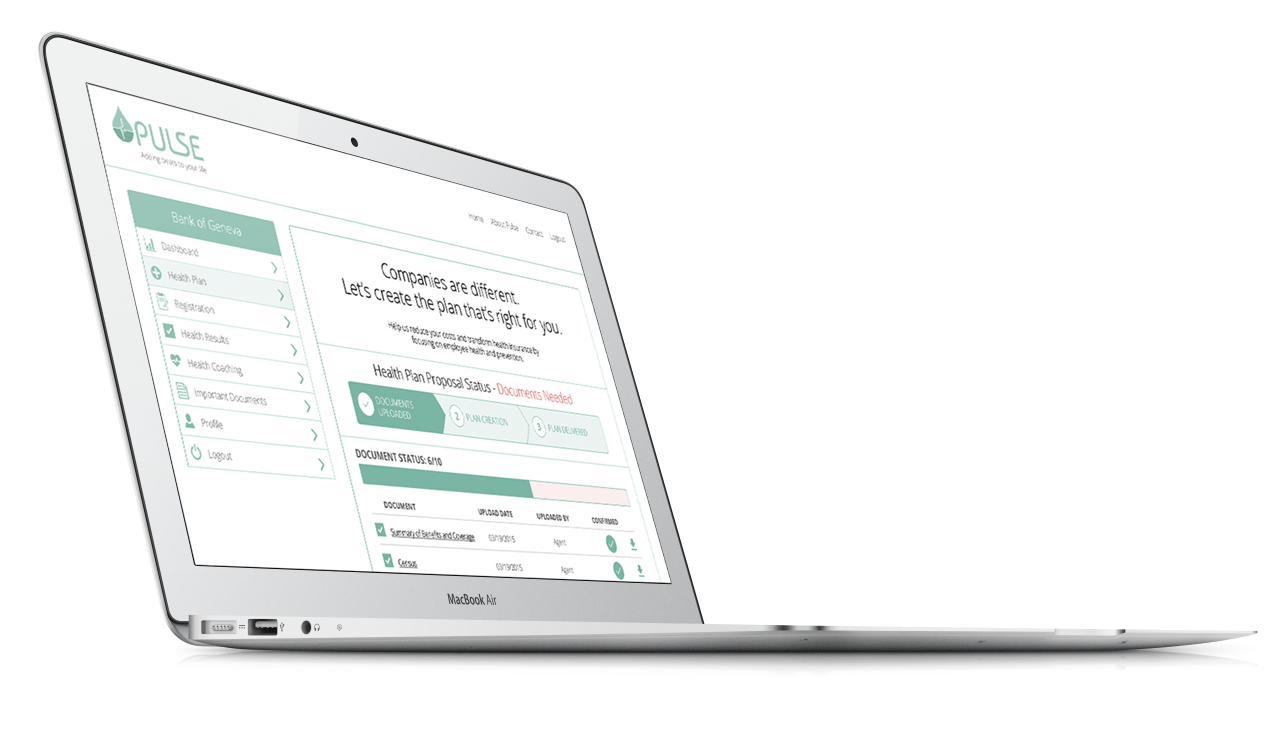 PULSE
Adding beats to your life
Home About Pulse Contact Logout
Bank of Geneva
Dashboard
Health Plan
Registration
Health Results
Health Coaching
Important Documents
Profile
Logout
Companies are different.
Let's create the plan that's right for you.
Help us reduce your costs and transform health insurance by
focusing on employee health and prevention.
Health Plan Proposal Status - Documents Needed
DOCUMENTS
UPLOADED
2 PLAN CREATION
3 PLAN DELIVERED
DOCUMENT STATUS: 6/10
DOCUMENT UPLOAD DATE UPLOADED BY CONFIRMED
Summary of Benefits and Coverage 03/19/2015 Agent
Census 03/19/2015 Agent
MacBook Air